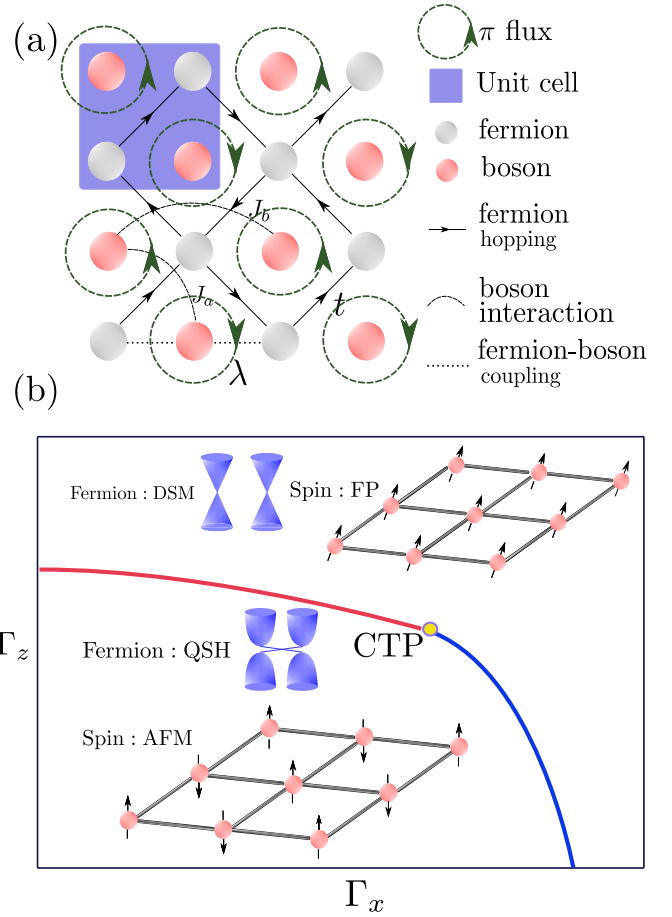 (a)
π flux
Unit cell
fermion
boson
fermion
hopping
boson
interaction
fermion-boson
coupling
J_b
J_a
t
λ
(b)
Fermion : DSM
Spin : FP
Γ_z
Fermion : QSH
CTP
Spin : AFM
Γ_x